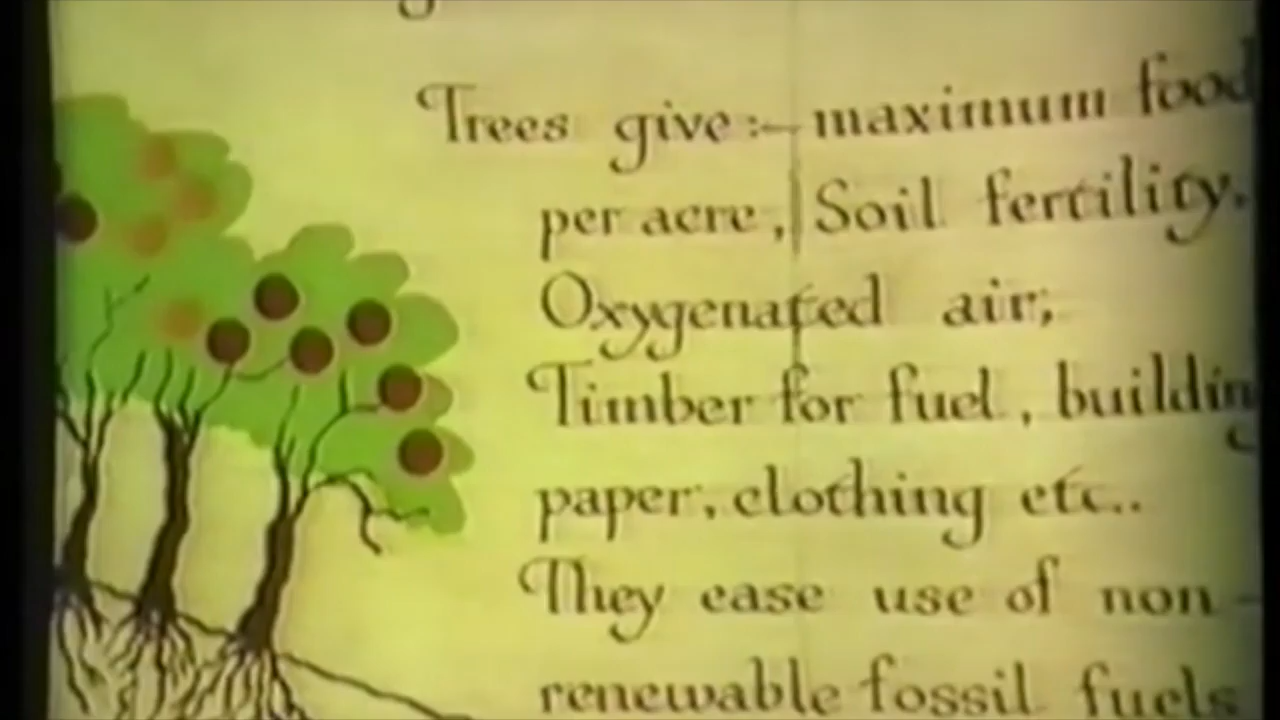 Trees give:- maximum food
per acre, Soil fertility.
Oxygenated air;
Timber for fuel, building
paper, clothing etc..
They ease use of non-
renewable fossil fuels